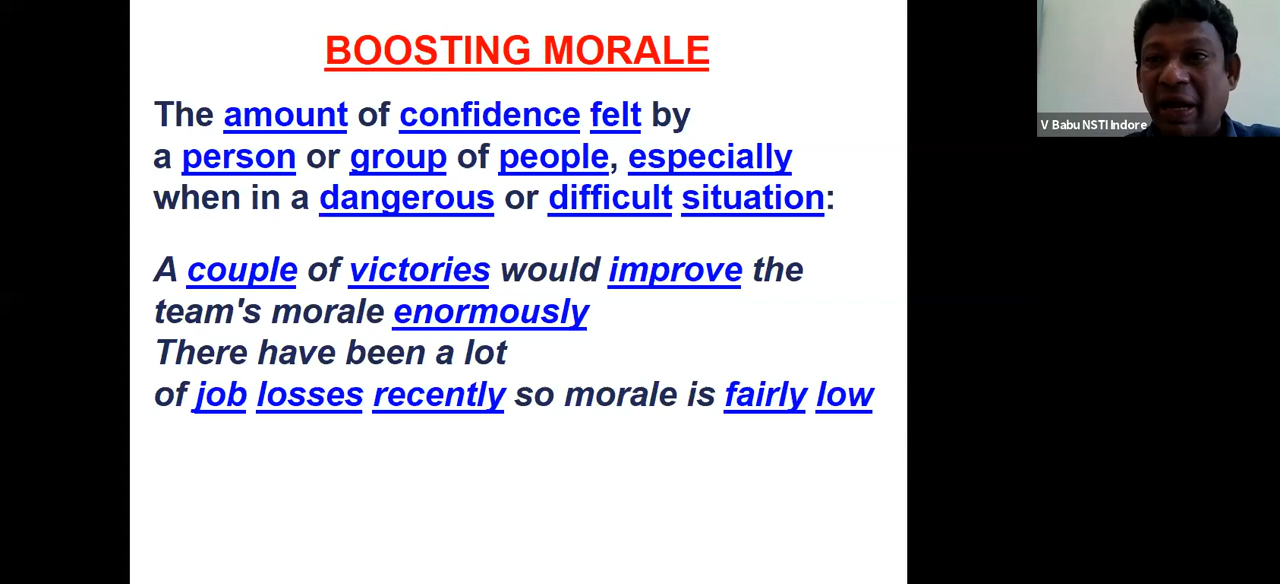 BOOSTING MORALE
The amount of confidence felt by
a person or group of people, especially
when in a dangerous or difficult situation:
A couple of victories would improve the
team's morale enormously
There have been a lot
of job losses recently so morale is fairly low
V Babu NSTI Indore